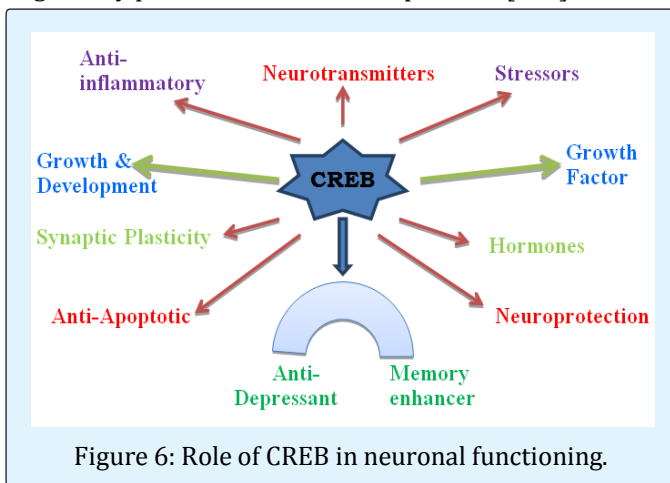 Anti-
inflammatory
Neurotransmitters
Stressors
Growth &
Development
CREB
Growth
Factor
Synaptic Plasticity
Hormones
Anti-Apoptotic
Neuroprotection
Anti-
Depressant
Memory
enhancer
Figure 6: Role of CREB in neuronal functioning.